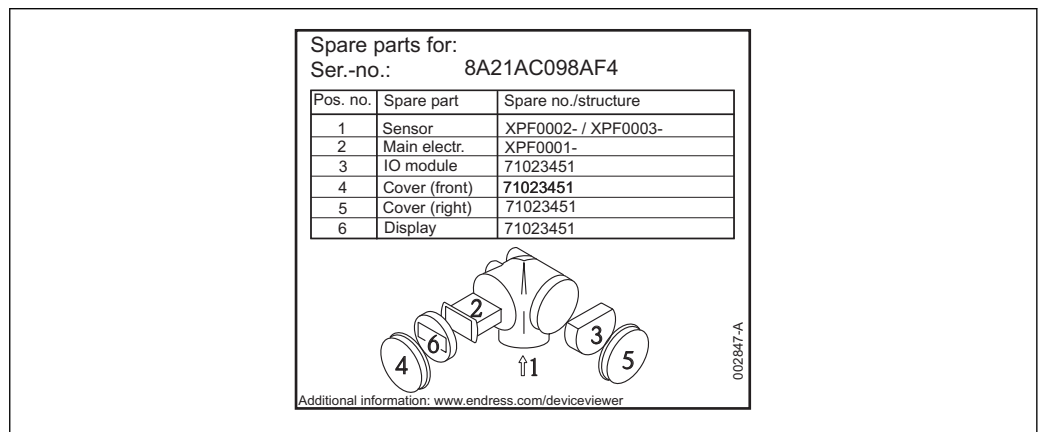 Spare parts for:
Ser.-no.: 8A21AC098AF4
Pos. no. Spare part Spare no./structure
1 Sensor XPF0002- / XPF0003-
2 Main electr. XPF0001-
3 IO module 71023451
4 Cover (front) 71023451
5 Cover (right) 71023451
6 Display 71023451
2
6
4
3
5
⇧1
002847-A
Additional information: www.endress.com/deviceviewer